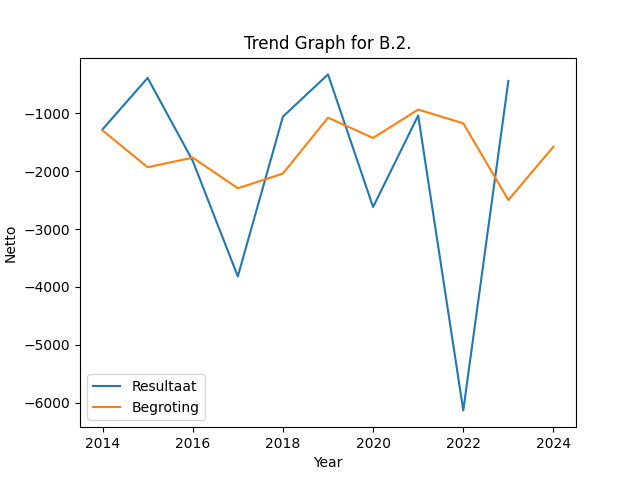 Trend Graph for B.2.
Netto
−1000
−2000
−3000
−4000
−5000
−6000
Resultaat
Begroting
2014
2016
2018
2020
2022
2024
Year